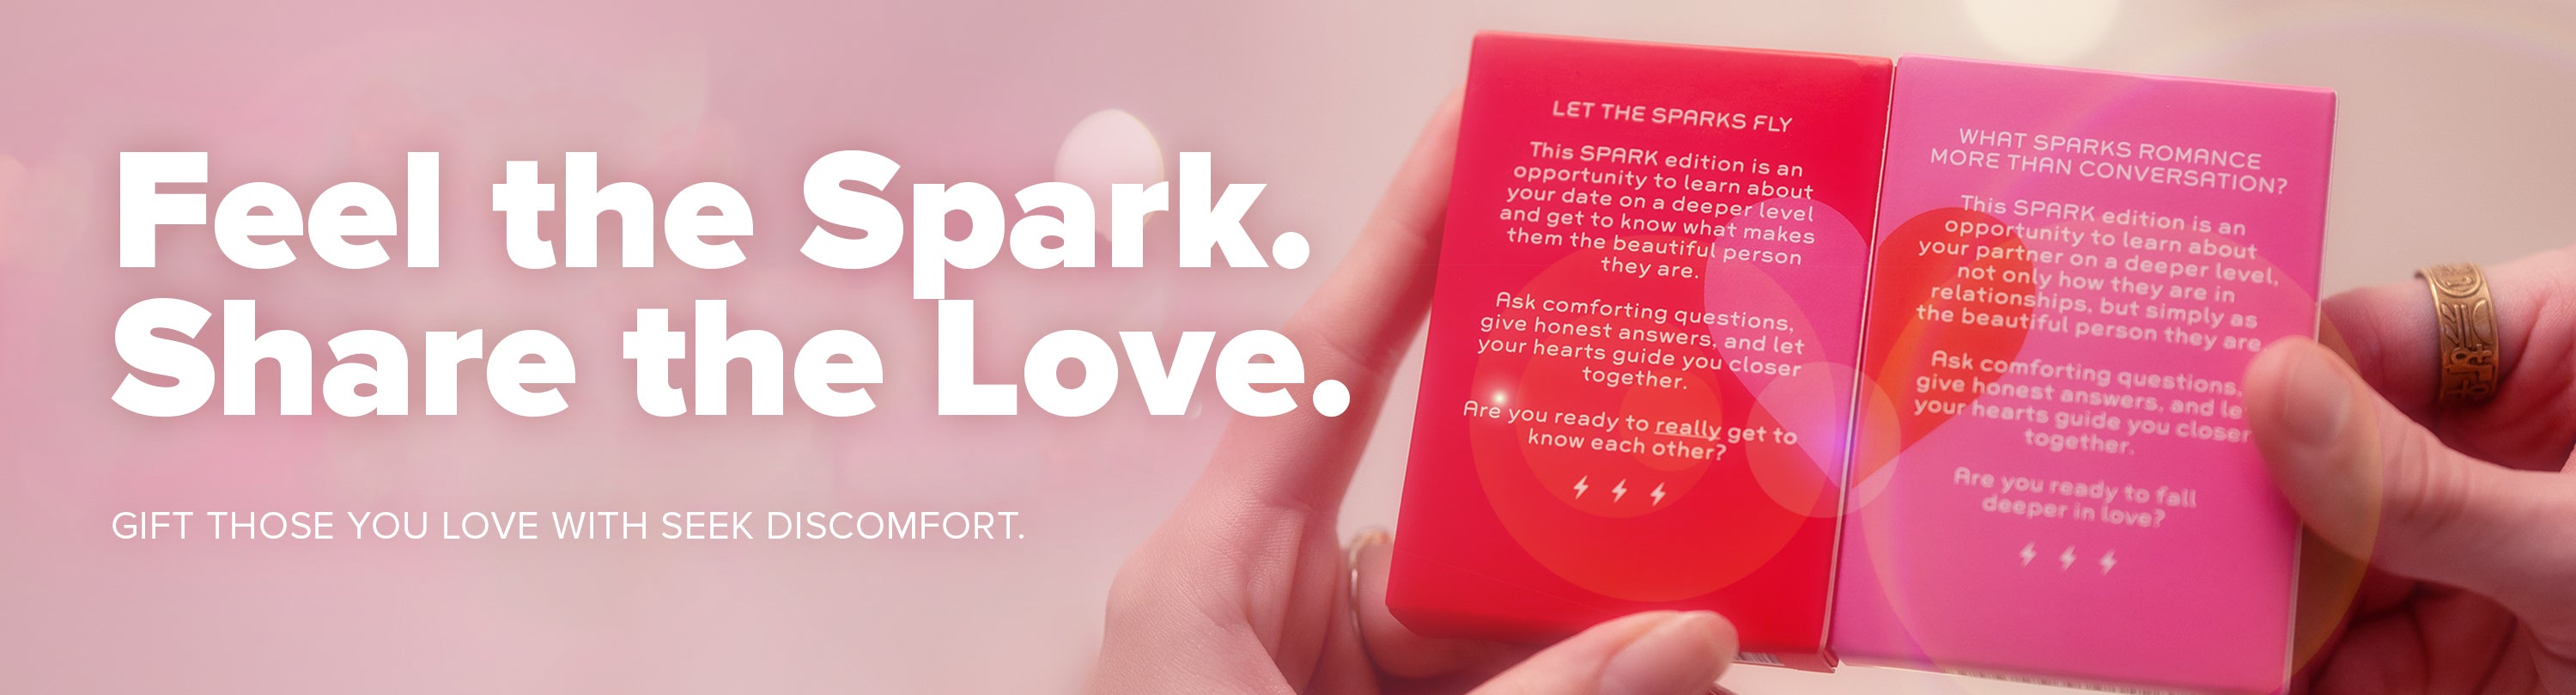 Feel the Spark.
Share the Love.
GIFT THOSE YOU LOVE WITH SEEK DISCOMFORT.
LET THE SPARKS FLY
This SPARK edition is an
opportunity to learn about
your date on a deeper level
and get to know what makes
them the beautiful person
they are.
Ask comforting questions,
give honest answers, and let
your hearts guide you closer
together.
Are you ready to really get to
know each other?
WHAT SPARKS ROMANCE
MORE THAN CONVERSATION?
This SPARK edition is an
opportunity to learn about
your partner on a deeper level,
not only how they are in
relationships, but simply as
the beautiful person they are.
Ask comforting questions,
give honest answers, and le
your hearts guide you closer
together.
Are you ready to fall
deeper in love?